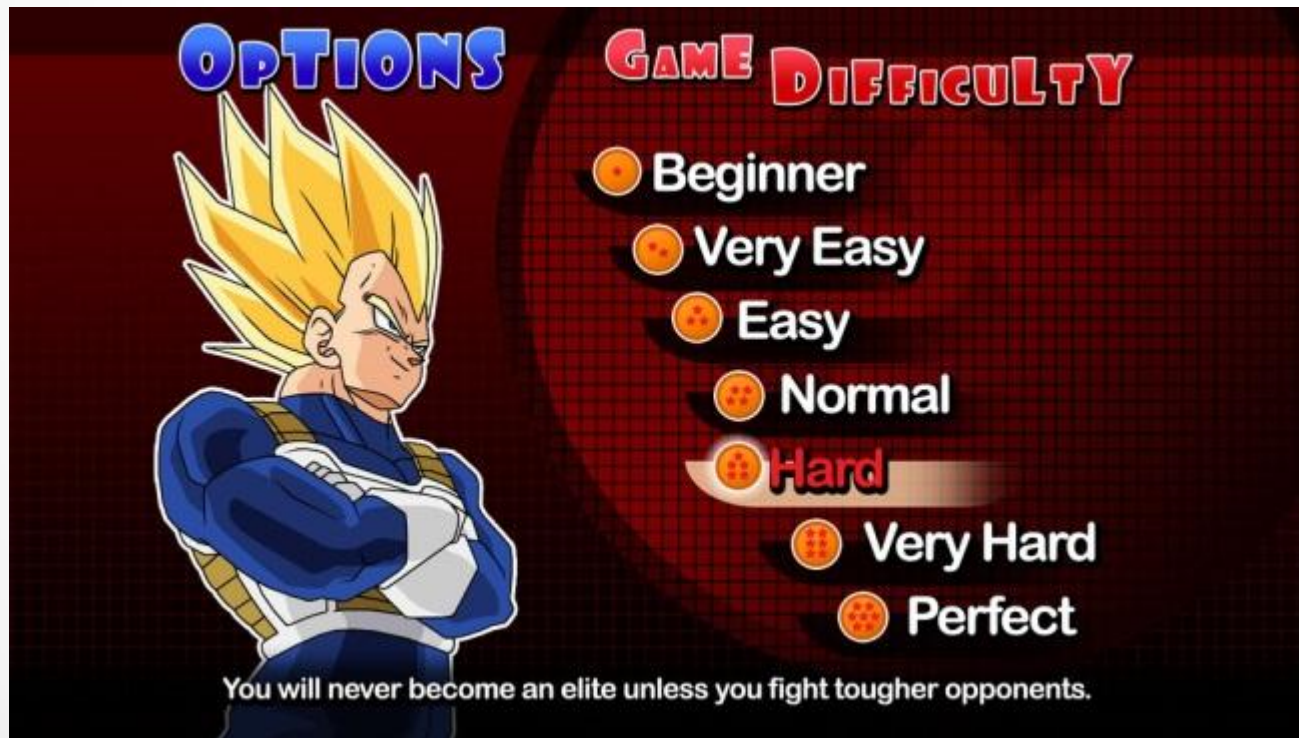 OPTIONS
GAME DIFFICULTY
Beginner
Very Easy
Easy
Normal
Hard
Very Hard
Perfect
You will never become an elite unless you fight tougher opponents.